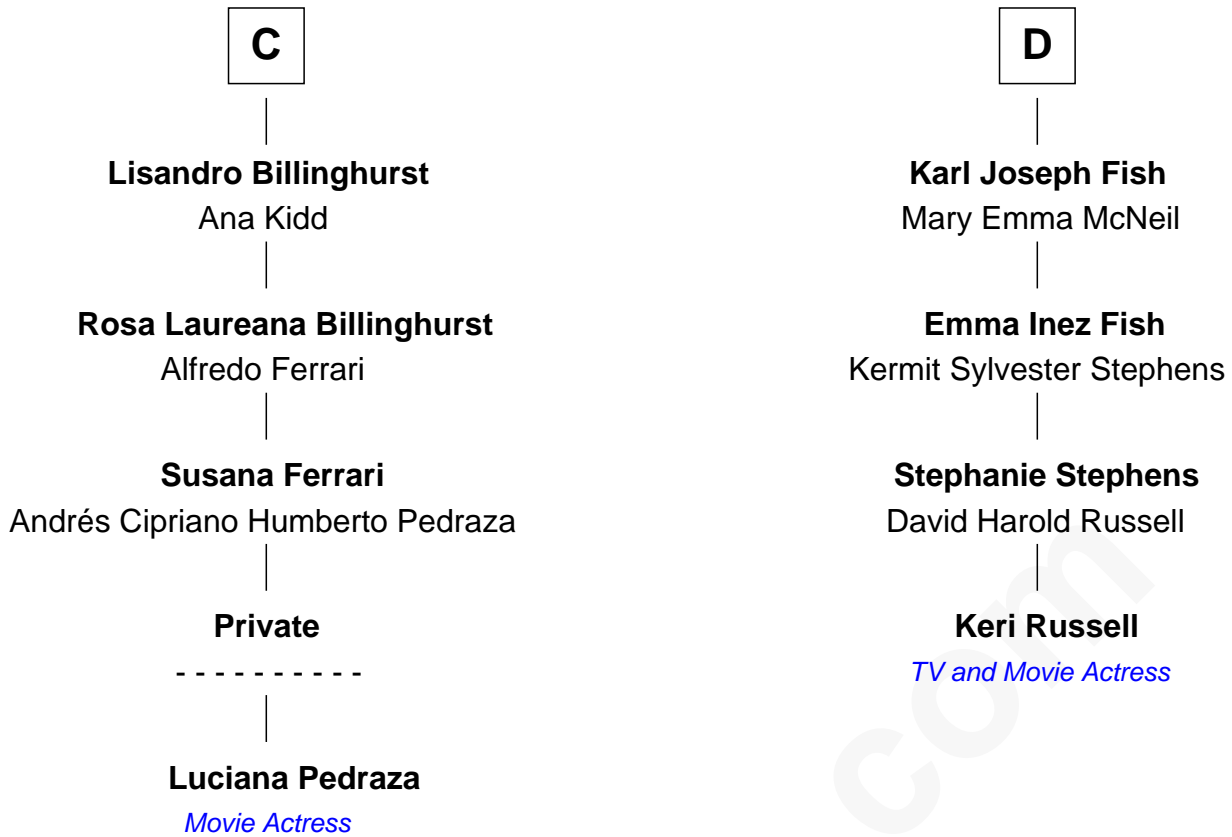 C
Lisandro Billinghurst
Ana Kidd
Rosa Laureana Billinghurst
Alfredo Ferrari
Susana Ferrari
Andrés Cipriano Humberto Pedraza
Private
- - - - - - - - - -
Luciana Pedraza
Movie Actress
D
Karl Joseph Fish
Mary Emma McNeil
Emma Inez Fish
Kermit Sylvester Stephens
Stephanie Stephens
David Harold Russell
Keri Russell
TV and Movie Actress
com